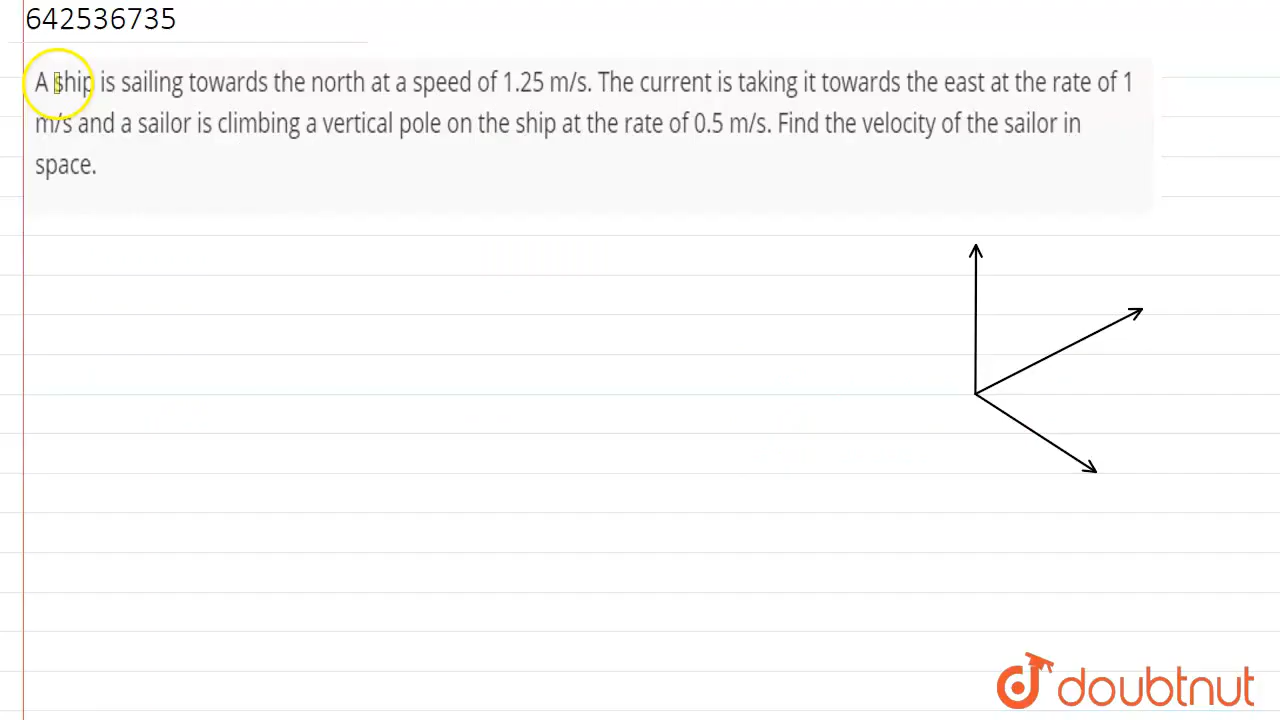 642536735
A ship is sailing towards the north at a speed of 1.25 m/s. The current is taking it towards the east at the rate of 1
m/s and a sailor is climbing a vertical pole on the ship at the rate of 0.5 m/s. Find the velocity of the sailor in
space.
doubtnut